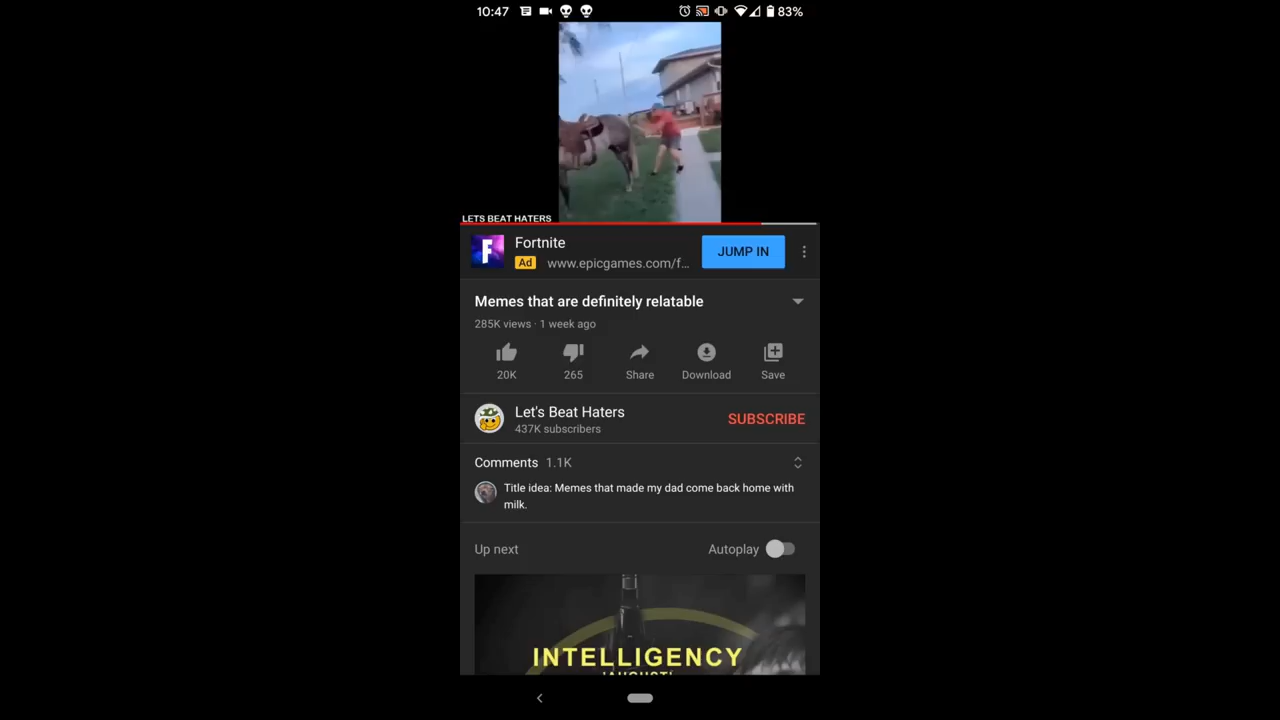 10:47
83%
LETS BEAT HATERS
Fortnite
JUMP IN
Ad www.epicgames.com/f...
Memes that are definitely relatable
285K views · 1 week ago
20K
265
Share
Download
Save
Let's Beat Haters
SUBSCRIBE
437K subscribers
Comments 1.1K
Title idea: Memes that made my dad come back home with
milk.
Up next
Autoplay
INTELLIGENCY
'AUGUST'